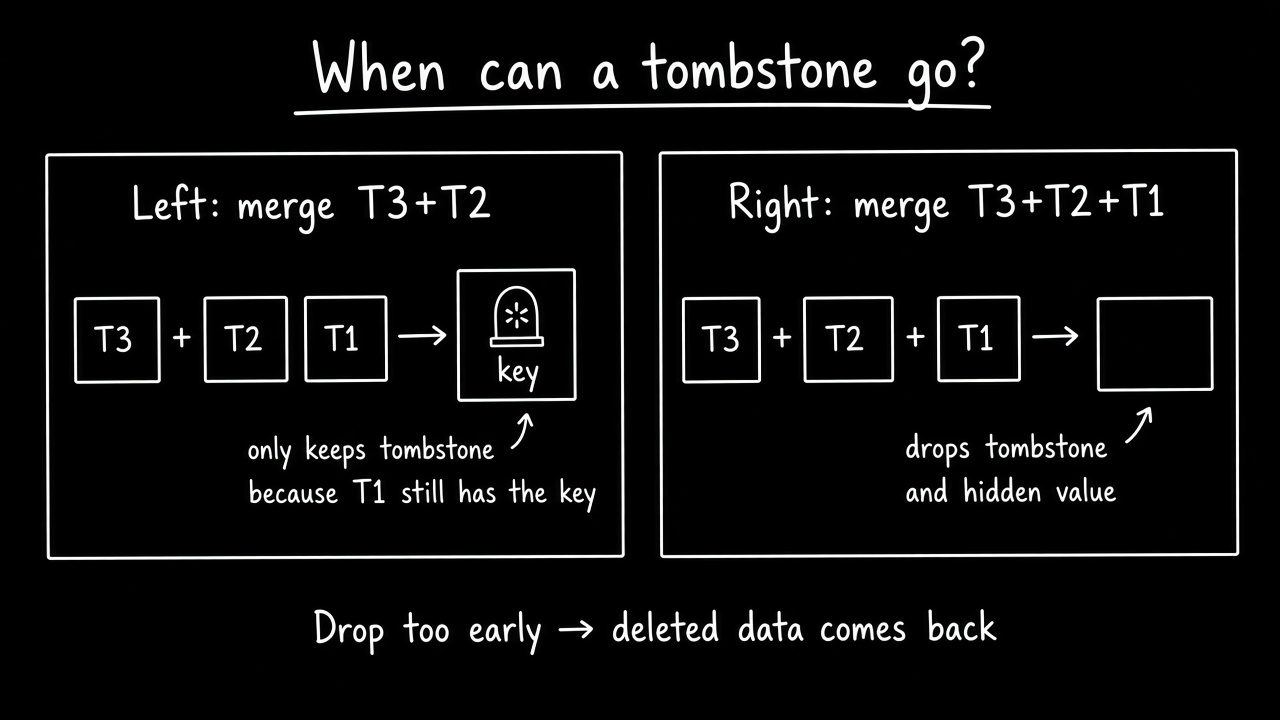 When can a tombstone go?
Left: merge T3+T2
T3 + T2 T1 →
key
only keeps tombstone
because T1 still has the key
Right: merge T3+T2+T1
T3 + T2 + T1 →
drops tombstone
and hidden value
Drop too early → deleted data comes back